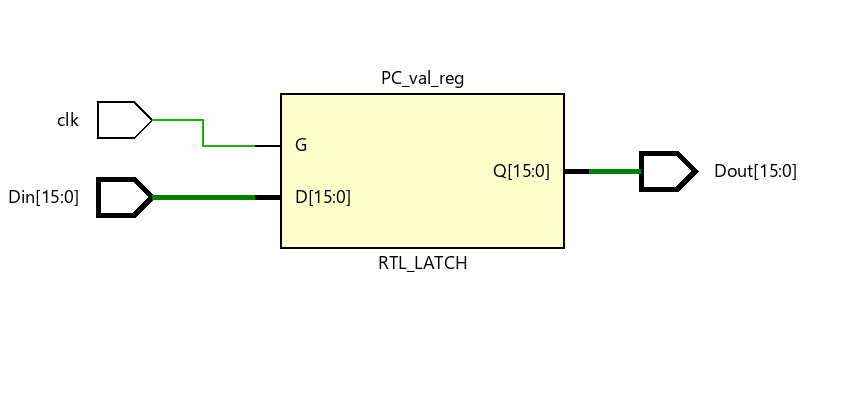 PC_val_reg
clk
G
Q[15:0]
Dout[15:0]
Din[15:0]
D[15:0]
RTL_LATCH